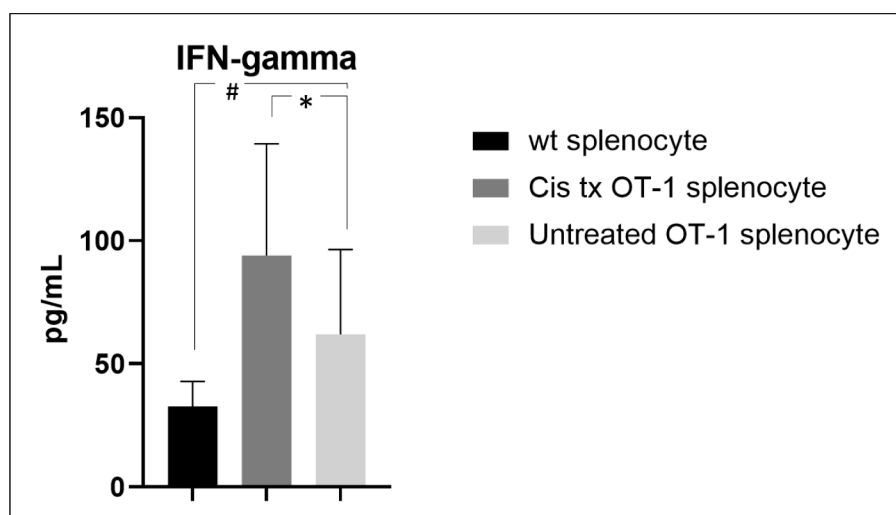 IFN-gamma
#
*
150
100
50
0
pg/mL
wt splenocyte
Cis tx OT-1 splenocyte
Untreated OT-1 splenocyte